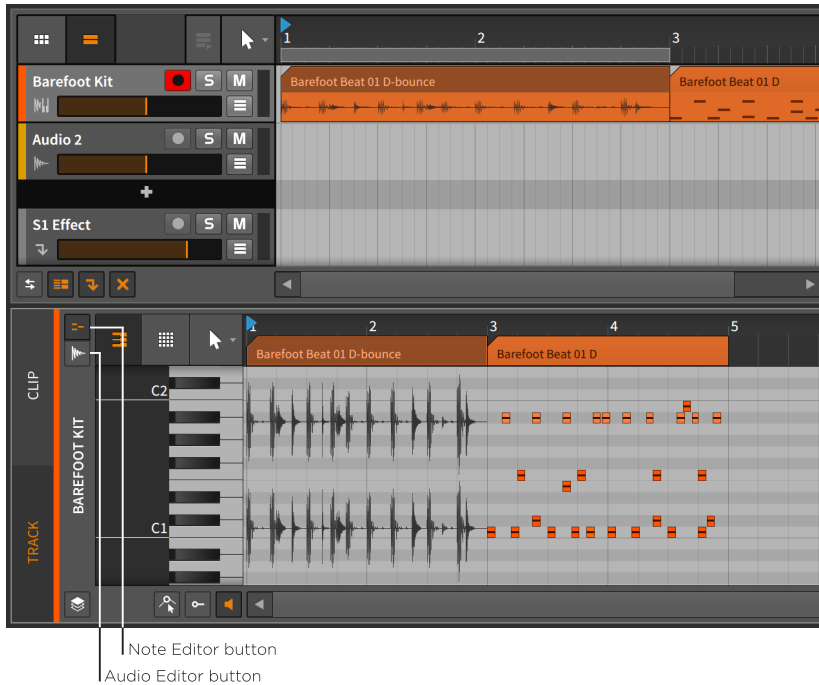 1 2 3
Barefoot Kit S M
Barefoot Beat 01 D-bounce Barefoot Beat 01 D
Audio 2 S M
S1 Effect S M
1 2 3 4 5
Barefoot Beat 01 D-bounce Barefoot Beat 01 D
CLIP
TRACK
BAREFOOT KIT
C2
C1
Note Editor button
Audio Editor button